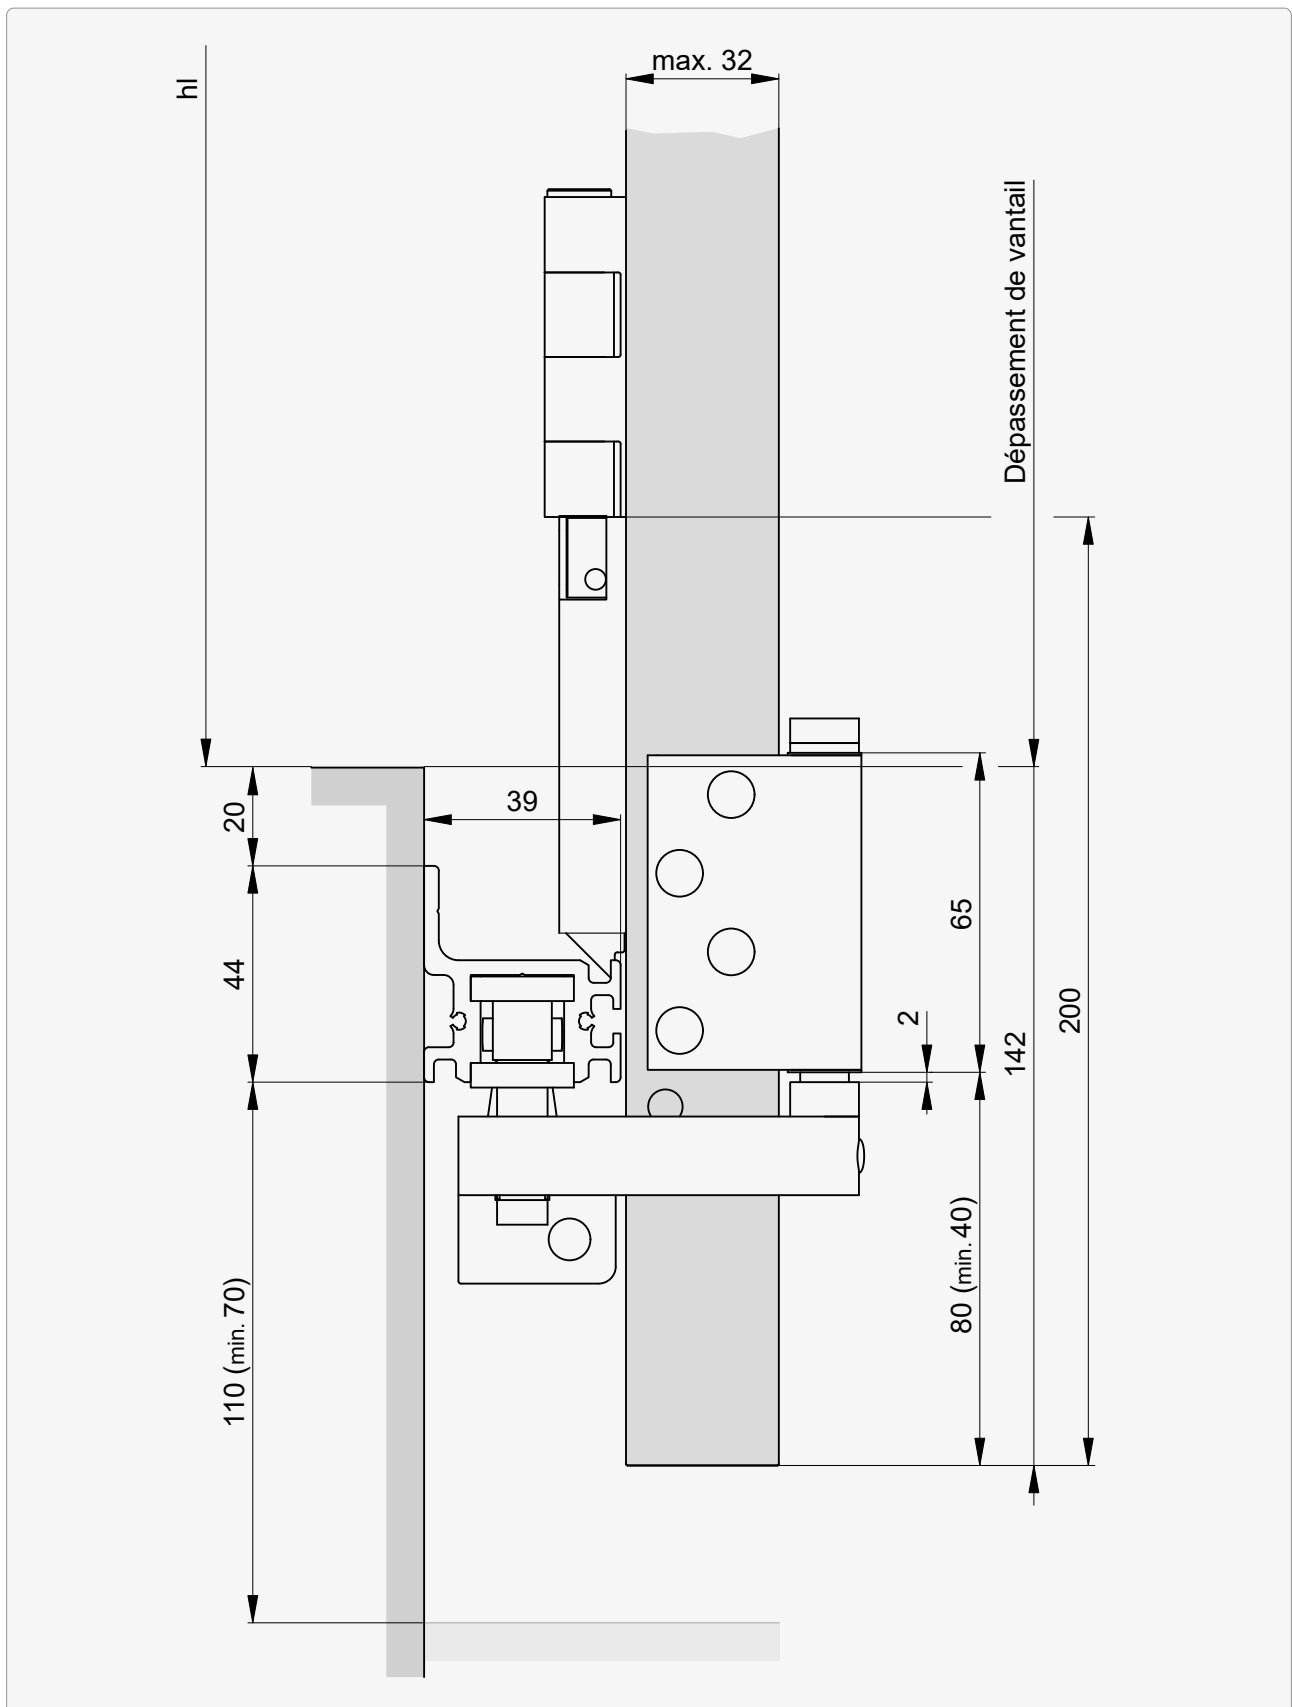 max. 32
hl
Dépassement de vantail
39
20
44
65
2
142
200
80 (min. 40)
110 (min. 70)